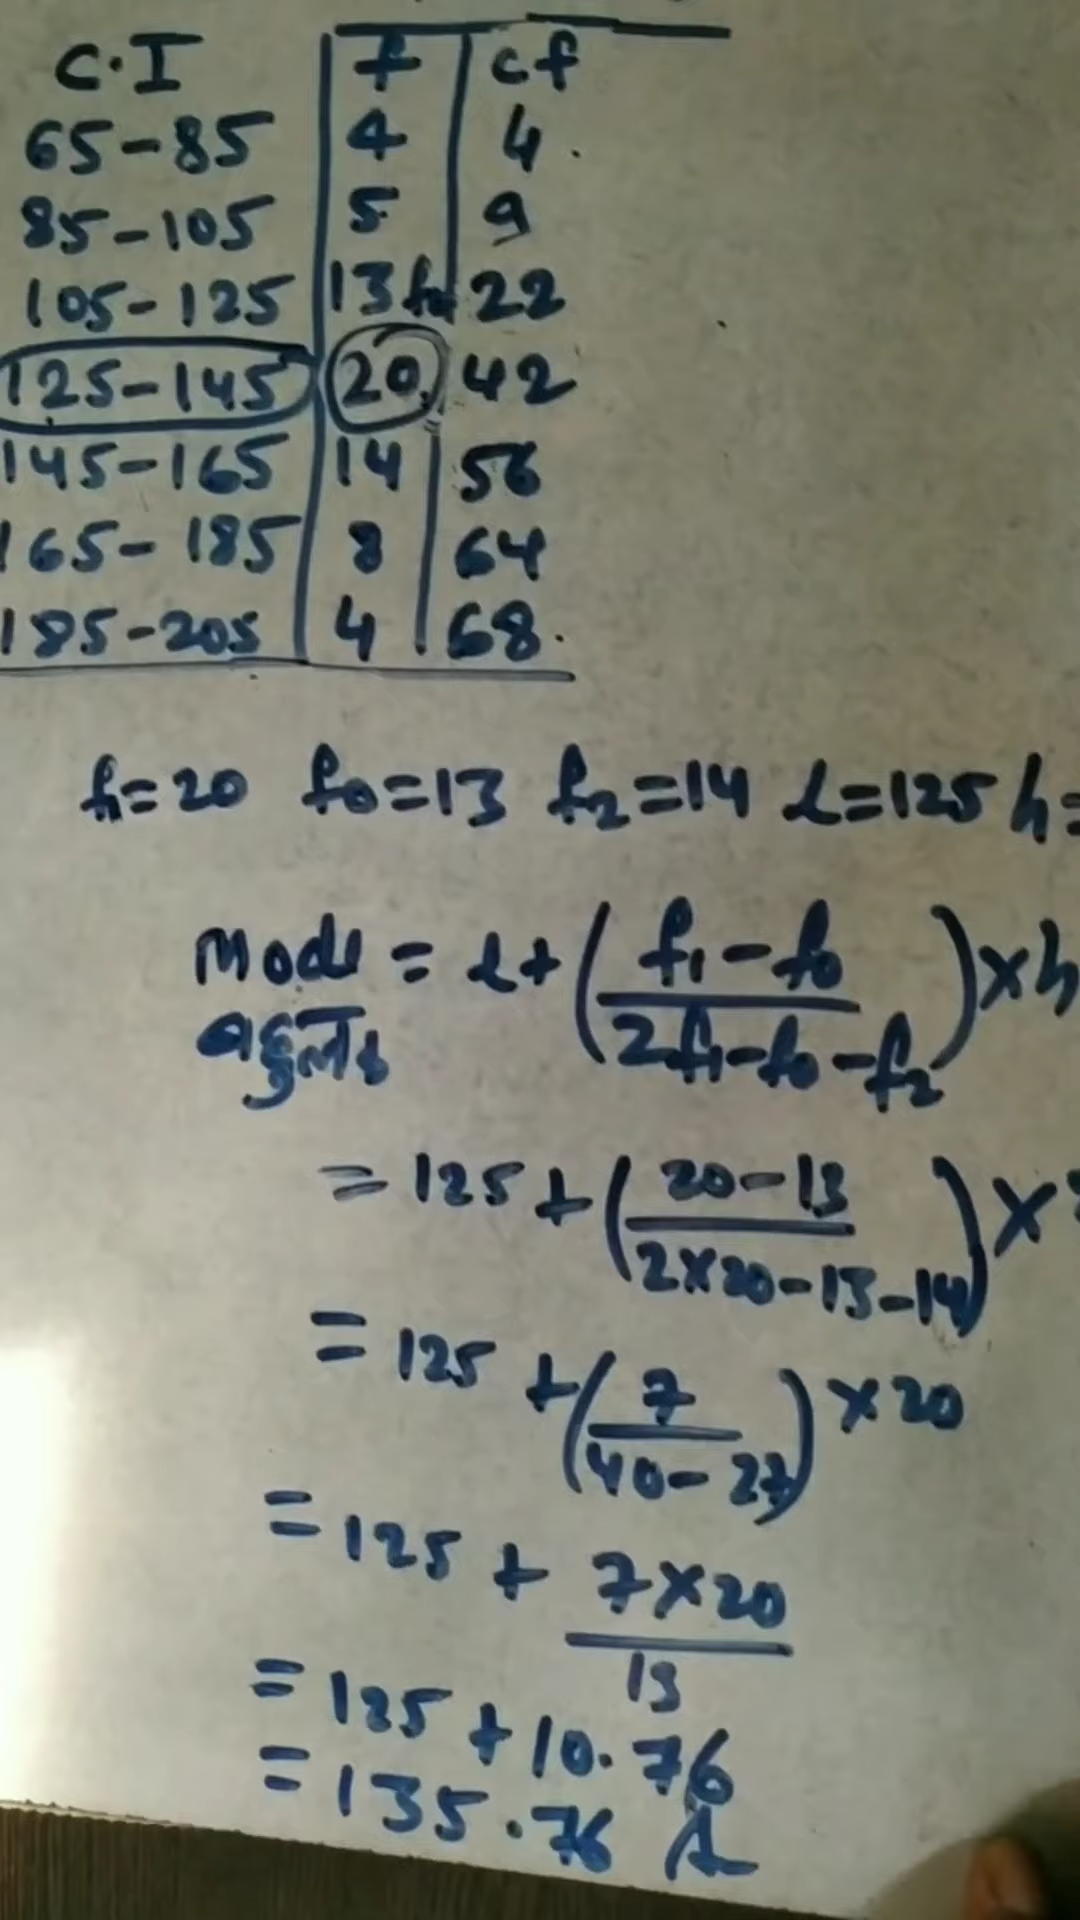 C.I f cf
65-85 4 4
85-105 5 9
105-125 13 f₀ 22
125-145 20 42
145-165 14 56
165-185 8 64
185-205 4 68
f₁=20 f₀=13 f₂=14 l=125 h=
Mode = l+(f₁-f₀/2f₁-f₀-f₂)×h
बहुलक
= 125+(20-13/2×20-13-14)×
= 125+(7/40-27)×20
= 125 + 7×20/13
= 125 + 10.76
= 135.76 A